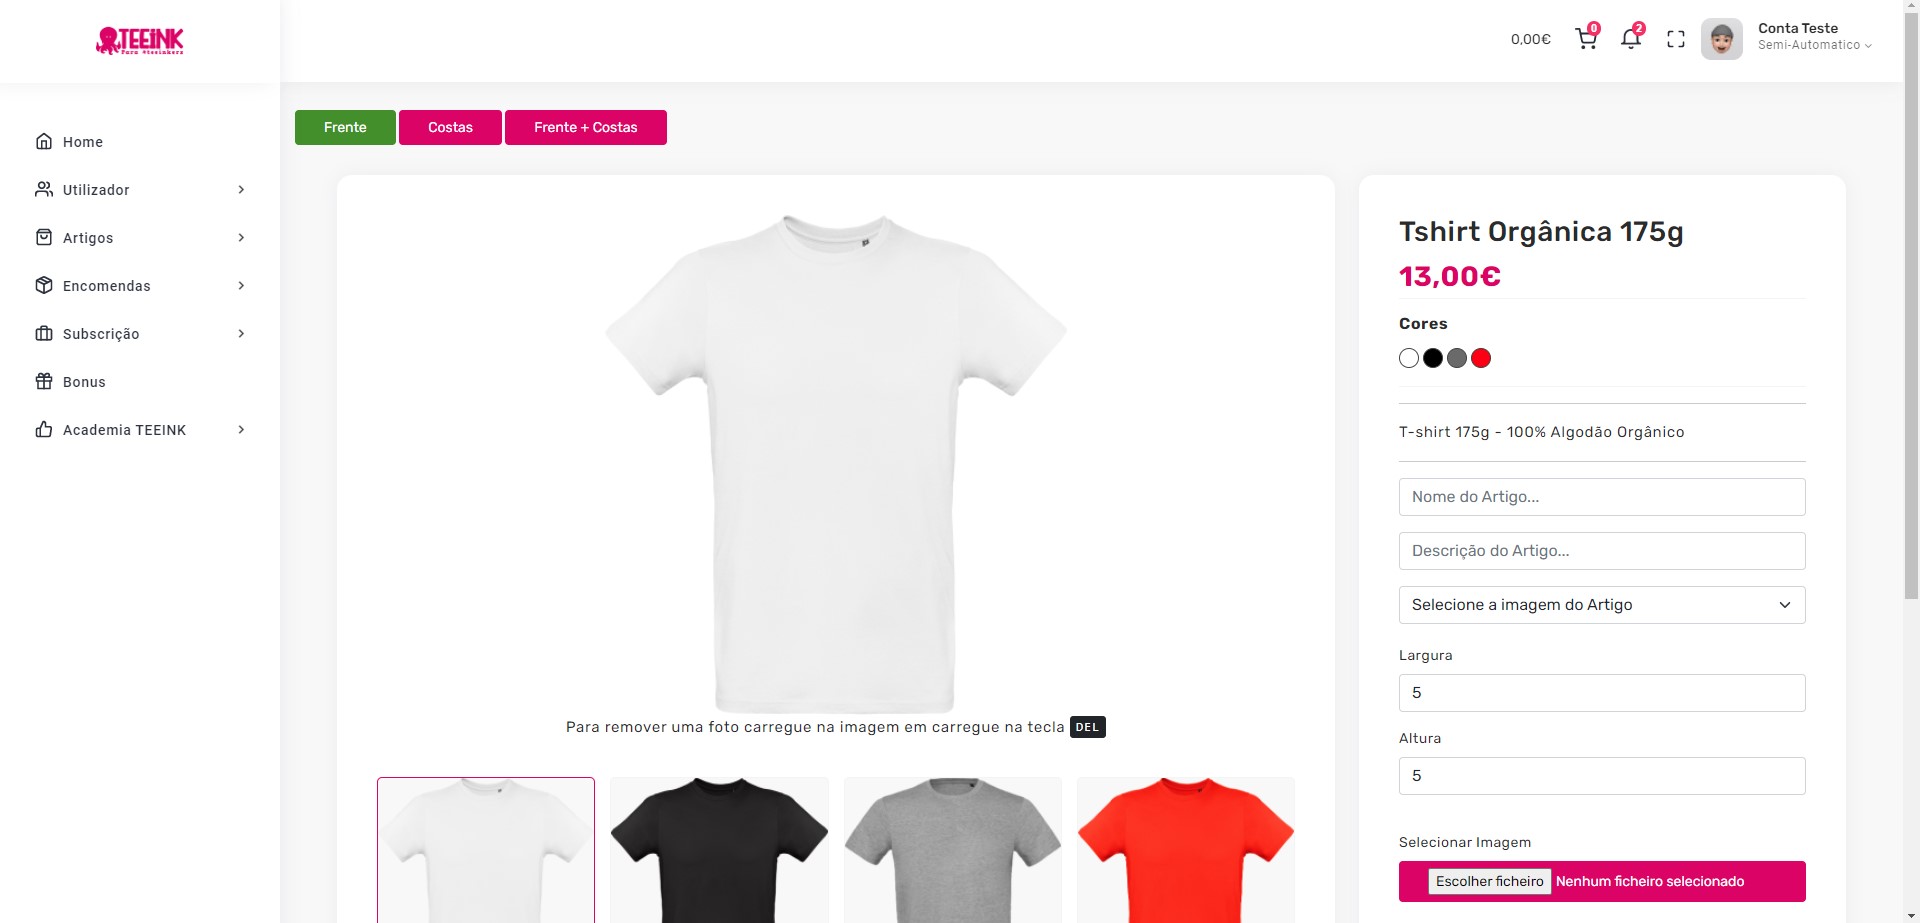 TEEINK
Para #teeinkers
0,00€
0
2
Conta Teste
Semi-Automatico
Home
Utilizador
Artigos
Encomendas
Subscrição
Bonus
Academia TEEINK
Frente
Costas
Frente + Costas
Para remover uma foto carregue na imagem em carregue na tecla DEL
Tshirt Orgânica 175g
13,00€
Cores
T-shirt 175g - 100% Algodão Orgânico
Nome do Artigo...
Descrição do Artigo...
Selecione a imagem do Artigo
Largura
5
Altura
5
Selecionar Imagem
Escolher ficheiro Nenhum ficheiro selecionado